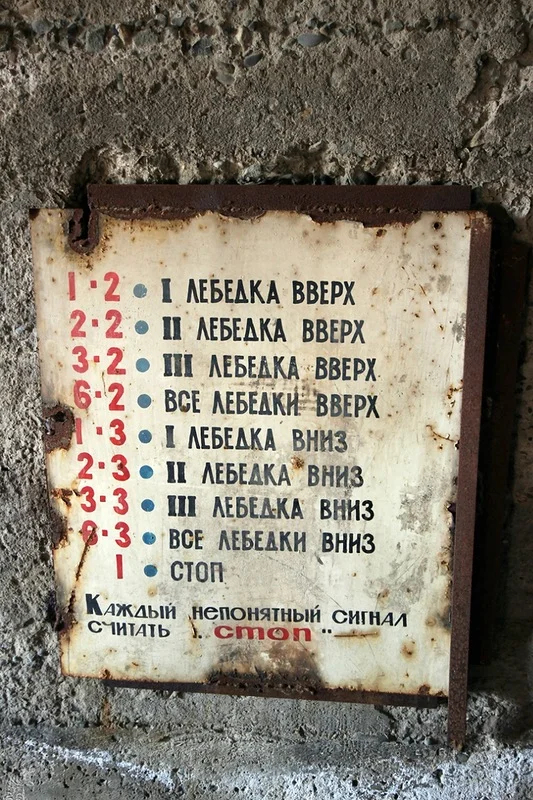 1·2 • I ЛЕБЕДКА ВВЕРХ
2·2 • II ЛЕБЕДКА ВВЕРХ
3·2 • III ЛЕБЕДКА ВВЕРХ
6·2 • ВСЕ ЛЕБЕДКИ ВВЕРХ
1·3 • I ЛЕБЕДКА ВНИЗ
2·3 • II ЛЕБЕДКА ВНИЗ
3·3 • III ЛЕБЕДКА ВНИЗ
·3 • ВСЕ ЛЕБЕДКИ ВНИЗ
1 • СТОП
КАЖДЫЙ НЕПОНЯТНЫЙ СИГНАЛ
СЧИТАТЬ „стоп"